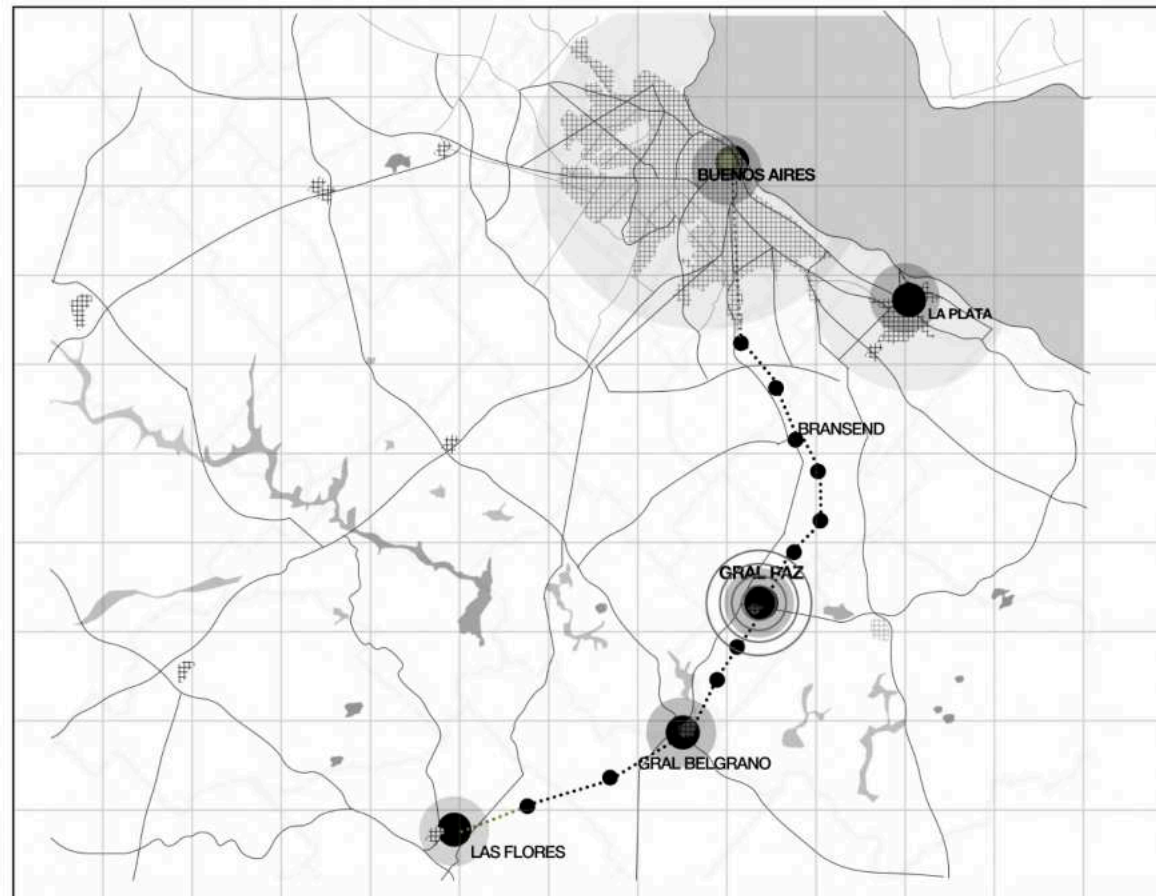 BUENOS AIRES
LA PLATA
BRANSEND
GRAL PAZ
GRAL BELGRANO
LAS FLORES